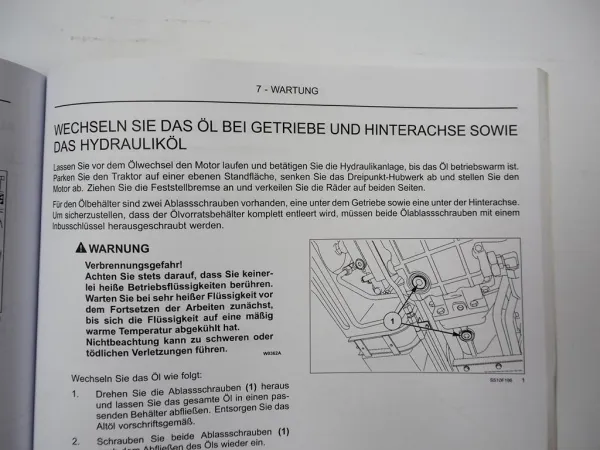 7 - WARTUNG
WECHSELN SIE DAS ÖL BEI GETRIEBE UND HINTERACHSE SOWIE
DAS HYDRAULIKÖL
Lassen Sie vor dem Ölwechsel den Motor laufen und betätigen Sie die Hydraulikanlage, bis das Öl betriebswarm ist.
Parken Sie den Traktor auf einer ebenen Standfläche, senken Sie das Dreipunkt-Hubwerk ab und stellen Sie den
Motor ab. Ziehen Sie die Feststellbremse an und verkeilen Sie die Räder auf beiden Seiten.
Für den Ölbehälter sind zwei Ablassschrauben vorhanden, eine unter dem Getriebe sowie eine unter der Hinterachse.
Um sicherzustellen, dass der Ölvorratsbehälter komplett entleert wird, müssen beide Ölablassschrauben mit einem
Inbusschlüssel herausgeschraubt werden.
WARNUNG
Verbrennungsgefahr!
Achten Sie stets darauf, dass Sie keiner-
lei heiße Betriebsflüssigkeiten berühren.
Warten Sie bei sehr heißer Flüssigkeit vor
dem Fortsetzen der Arbeiten zunächst,
bis sich die Flüssigkeit auf eine mäßig
warme Temperatur abgekühlt hat.
Nichtbeachtung kann zu schweren oder
tödlichen Verletzungen führen.
W0362A
1
SS10F196 1
Wechseln Sie das Öl wie folgt:
1. Drehen Sie die Ablassschrauben (1) heraus
und lassen Sie das gesamte Öl in einen pas-
senden Behälter abfließen. Entsorgen Sie das
Altöl vorschriftsgemäß.
2. Schrauben Sie beide Ablassschrauben (1)
nach dem Abfließen des Öls wieder ein.